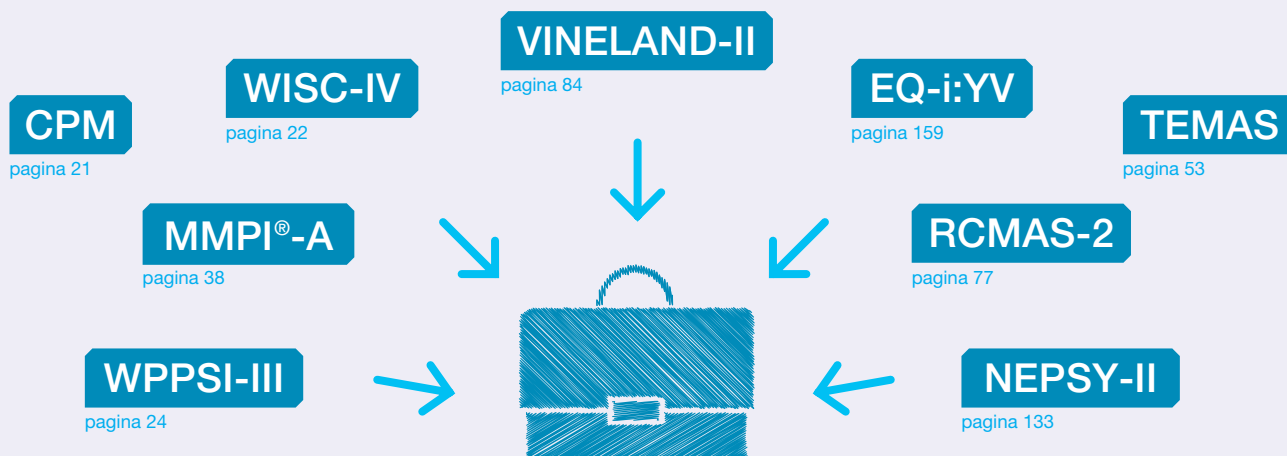 VINELAND-II
pagina 84
WISC-IV
pagina 22
EQ-i:YV
pagina 159
CPM
pagina 21
TEMAS
pagina 53
MMPI®-A
pagina 38
RCMAS-2
pagina 77
WPPSI-III
pagina 24
NEPSY-II
pagina 133